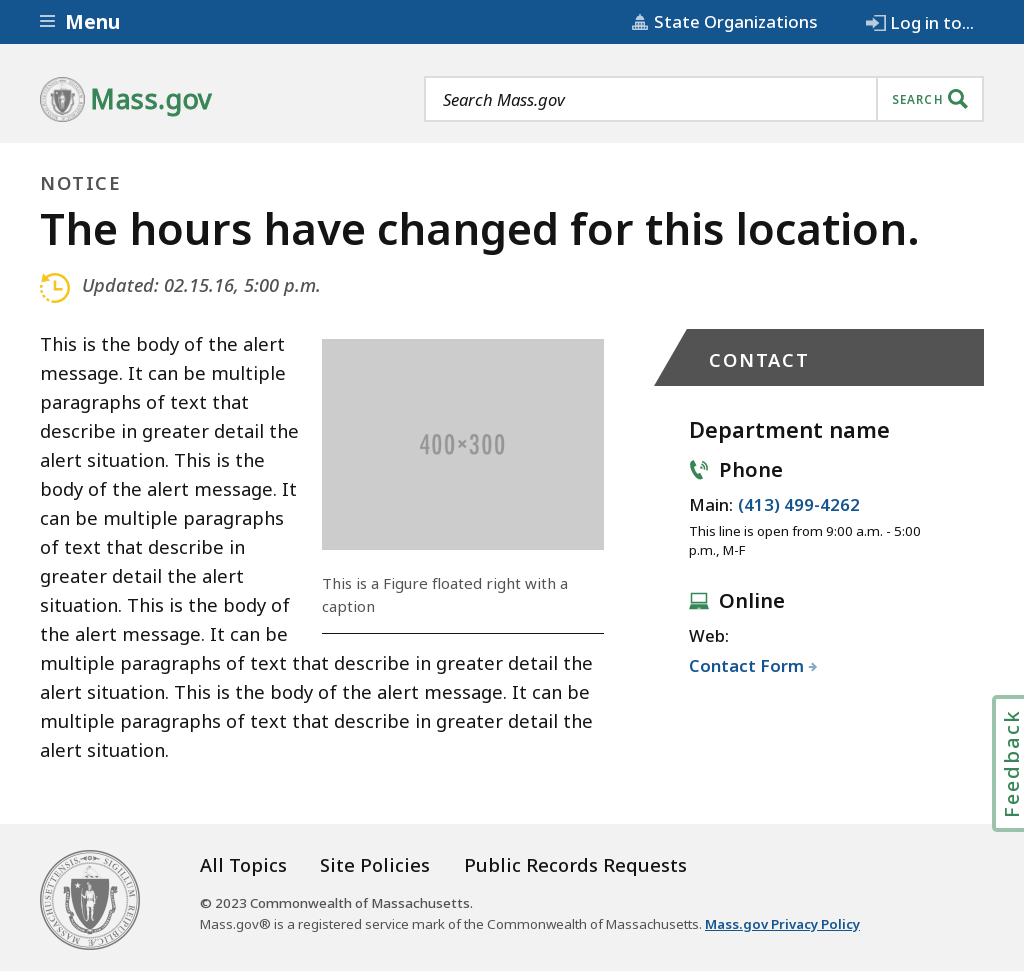 Menu
State Organizations
Log in to...
Mass.gov
Search Mass.gov
SEARCH
NOTICE
The hours have changed for this location.
Updated: 02.15.16, 5:00 p.m.
This is the body of the alert
message. It can be multiple
paragraphs of text that
describe in greater detail the
alert situation. This is the
body of the alert message. It
can be multiple paragraphs
of text that describe in
greater detail the alert
situation. This is the body of
the alert message. It can be
multiple paragraphs of text that describe in greater detail the
alert situation. This is the body of the alert message. It can be
multiple paragraphs of text that describe in greater detail the
alert situation.
400×300
This is a Figure floated right with a
caption
CONTACT
Department name
Phone
Main: (413) 499-4262
This line is open from 9:00 a.m. - 5:00
p.m., M-F
Online
Web:
Contact Form
Feedback
All Topics
Site Policies
Public Records Requests
© 2023 Commonwealth of Massachusetts.
Mass.gov® is a registered service mark of the Commonwealth of Massachusetts. Mass.gov Privacy Policy